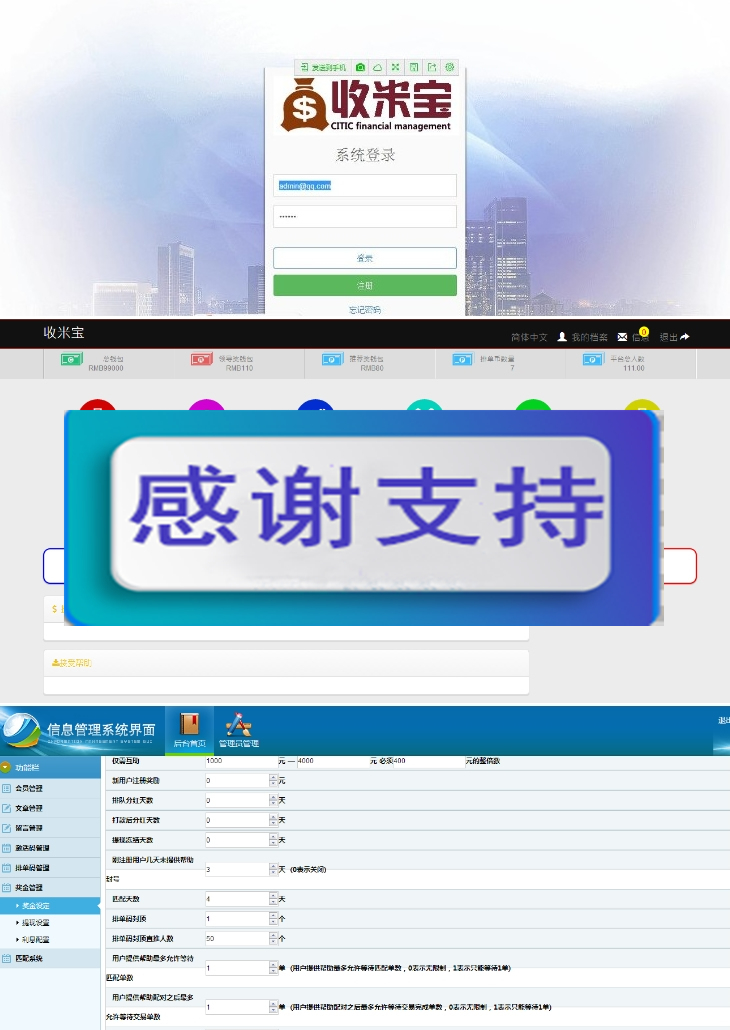 发送到手机
收米宝
CITIC financial management
系统登录
admin@qq.com
••••••
登录
注册
忘记密码
收米宝
简体中文 我的档案 信息 0 退出
总钱包
RMB99000
领导奖钱包
RMB110
推荐奖钱包
RMB80
排单币数量
7
平台总人数
111.00
感谢支持
$
接受帮助
信息管理系统界面
后台首页
管理员管理
退出
功能栏
会员管理
文章管理
留言管理
激活码管理
排单码管理
奖金管理
奖金设定
提现设置
利息配置
匹配系统
仅需互助 1000 元 — 4000 元 必须400 元的整倍数
新用户注册奖励 0 元
排队分红天数 0 天
打款后分红天数 0 天
提现冻结天数 0 天
刚注册用户几天未提供帮助
封号 3 天 (0表示关闭)
匹配天数 4 天
排单码封顶 1 个
排单码封顶直推人数 50 个
用户提供帮助最多允许等待
匹配单数 1 单 (用户提供帮助最多允许等待匹配单数，0表示无限制，1表示只能等待1单)
用户提供帮助配对之后最多
允许等待交易单数 1 单 (用户提供帮助配对之后最多允许等待交易完成单数，0表示无限制，1表示只能等待1单)